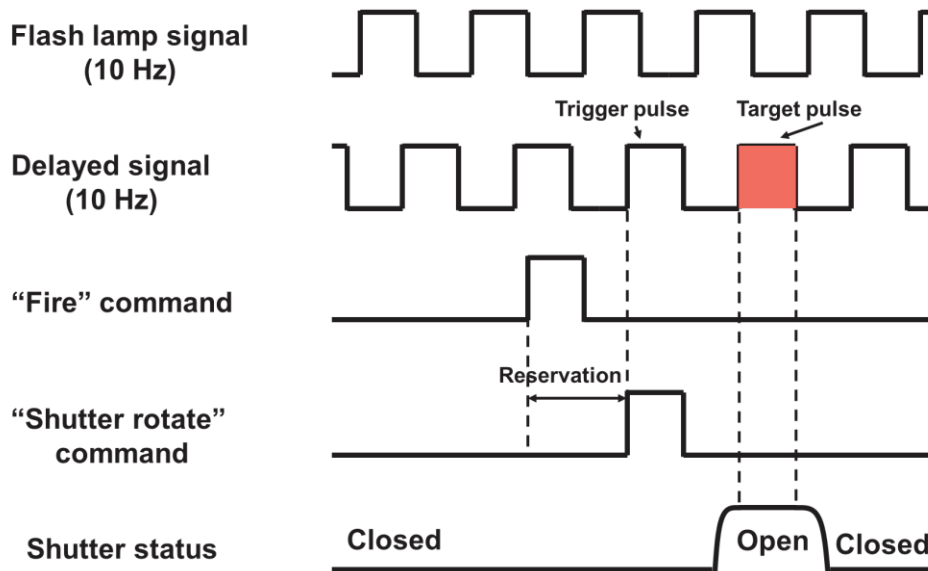 Flash lamp signal
(10 Hz)
Trigger pulse
Target pulse
Delayed signal
(10 Hz)
“Fire” command
Reservation
“Shutter rotate”
command
Shutter status
Closed
Open
Closed